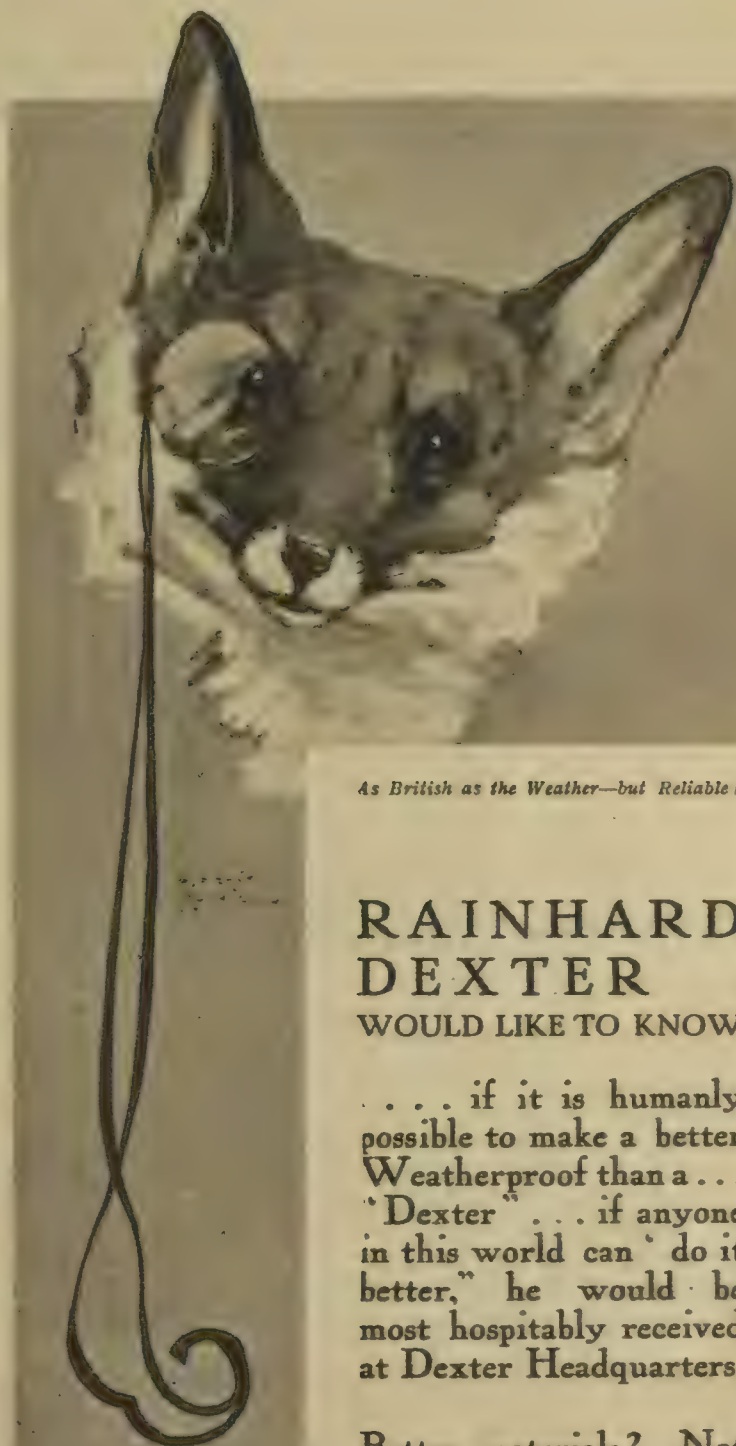 As British as the Weather—but Reliable
RAINHARD
DEXTER
WOULD LIKE TO KNOW
. . . . if it is humanly
possible to make a better
Weatherproof than a . .
‘Dexter” . . . if anyone
in this world can ‘ do it
better,” he would be
most hospitably received
at Dexter Headquarters